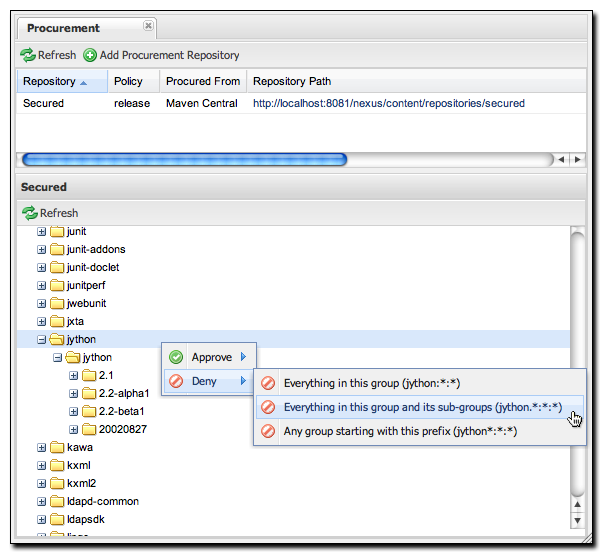 Procurement
Refresh Add Procurement Repository
Repository Policy Procured From Repository Path
Secured release Maven Central http://localhost:8081/nexus/content/repositories/secured
Secured
Refresh
junit
junit-addons
junit-doclet
junitperf
jwebunit
jxta
jython
jython
Approve
2.1
Deny
Everything in this group (jython:*:*)
2.2-alpha1
2.2-beta1
Everything in this group and its sub-groups (jython.*:*:*)
20020827
Any group starting with this prefix (jython*:*:*)
kawa
kxml
kxml2
ldapd-common
ldapsdk